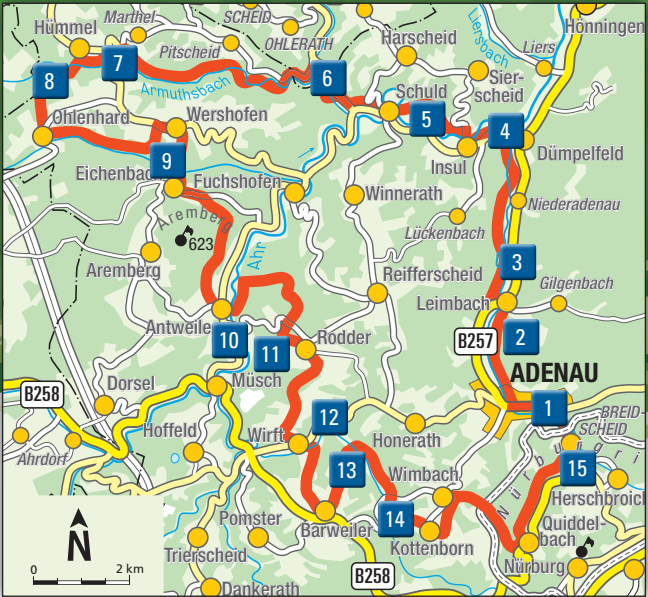 Hümmel
Marthel
SCHEID
OHLERATH
Pitscheid
Harscheid
Liersbach
Hönningen
Liers
7
8
6
Armuthsbach
Schuld
Sier-
scheid
Ohlenhard
Wershofen
5
4
Insul
Dümpelfeld
9
Eichenbach
Fuchshofen
Winnerath
Niederadenau
Lückenbach
Aremberg
623
Ahr
Aremberg
3
Reifferscheid
Gilgenbach
Leimbach
Antweile
10
11
Rodder
B257
2
ADENAU
B258
Dorsel
Müsch
1
BREID-
SCHEID
12
Hoffeld
Wirft
Honerath
Ahrdorf
13
Wimbach
Nürburgri
15
Herschbroich
N
Pomster
14
Barweiler
Kottenborn
Quiddel-
bach
Trierscheid
Nürburg
0 2 km
B258
Dankerath